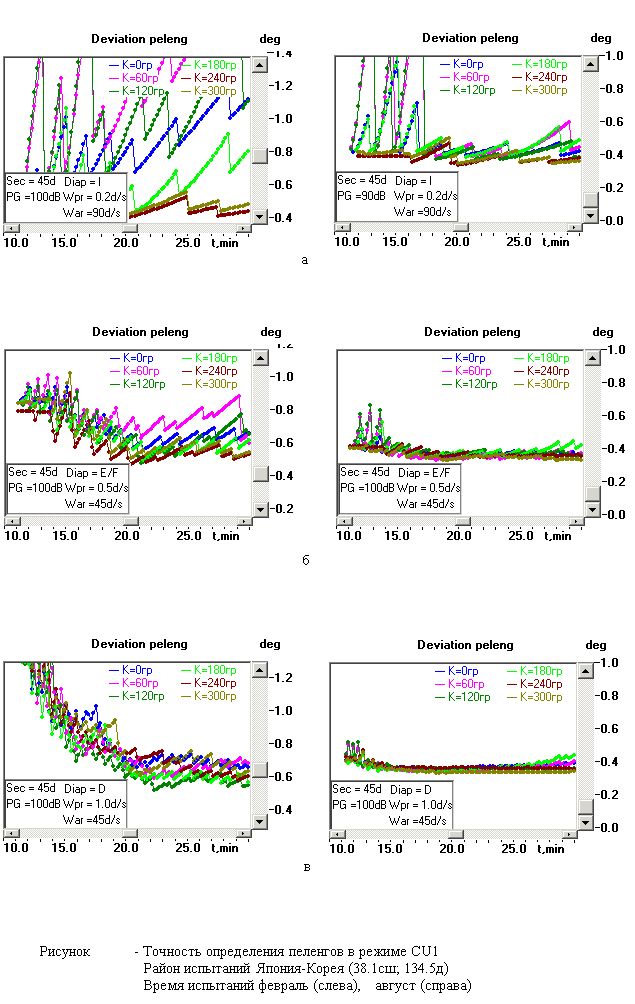 Deviation peleng deg
1.4
K=0гр K=180гр
K=60гр K=240гр
K=120гр K=300гр
1.2
1.0
0.8
0.6
0.4
Sec = 45d Diap = I
PG =100dB Wpr = 0.2d/s
War =90d/s
10.0 15.0 20.0 25.0 t,min
Deviation peleng deg
1.0
K=0гр K=180гр
K=60гр K=240гр
K=120гр K=300гр
0.8
0.6
0.4
0.2
0.0
Sec = 45d Diap = I
PG =90dB Wpr = 0.2d/s
War =90d/s
10.0 15.0 20.0 25.0 t,min
а
Deviation peleng deg
1.2
K=0гр K=180гр
K=60гр K=240гр
K=120гр K=300гр
1.0
0.8
0.6
0.4
0.2
Sec = 45d Diap = E/F
PG =100dB Wpr = 0.5d/s
War =45d/s
10.0 15.0 20.0 25.0 t,min
Deviation peleng deg
1.0
K=0гр K=180гр
K=60гр K=240гр
K=120гр K=300гр
0.8
0.6
0.4
0.2
0.0
Sec = 45d Diap = E/F
PG =100dB Wpr = 0.5d/s
War =45d/s
10.0 15.0 20.0 25.0 t,min
б
Deviation peleng deg
K=0гр K=180гр
K=60гр K=240гр
K=120гр K=300гр
1.2
1.0
0.8
0.6
0.4
Sec = 45d Diap = D
PG =100dB Wpr = 1.0d/s
War =45d/s
10.0 15.0 20.0 25.0 t,min
Deviation peleng deg
1.0
K=0гр K=180гр
K=60гр K=240гр
K=120гр K=300гр
0.8
0.6
0.4
0.2
0.0
Sec = 45d Diap = D
PG =100dB Wpr = 1.0d/s
War =45d/s
10.0 15.0 20.0 25.0 t,min
в
Рисунок - Точность определения пеленгов в режиме CU1
Район испытаний Япония-Корея (38.1сш; 134.5д)
Время испытаний февраль (слева), август (справа)